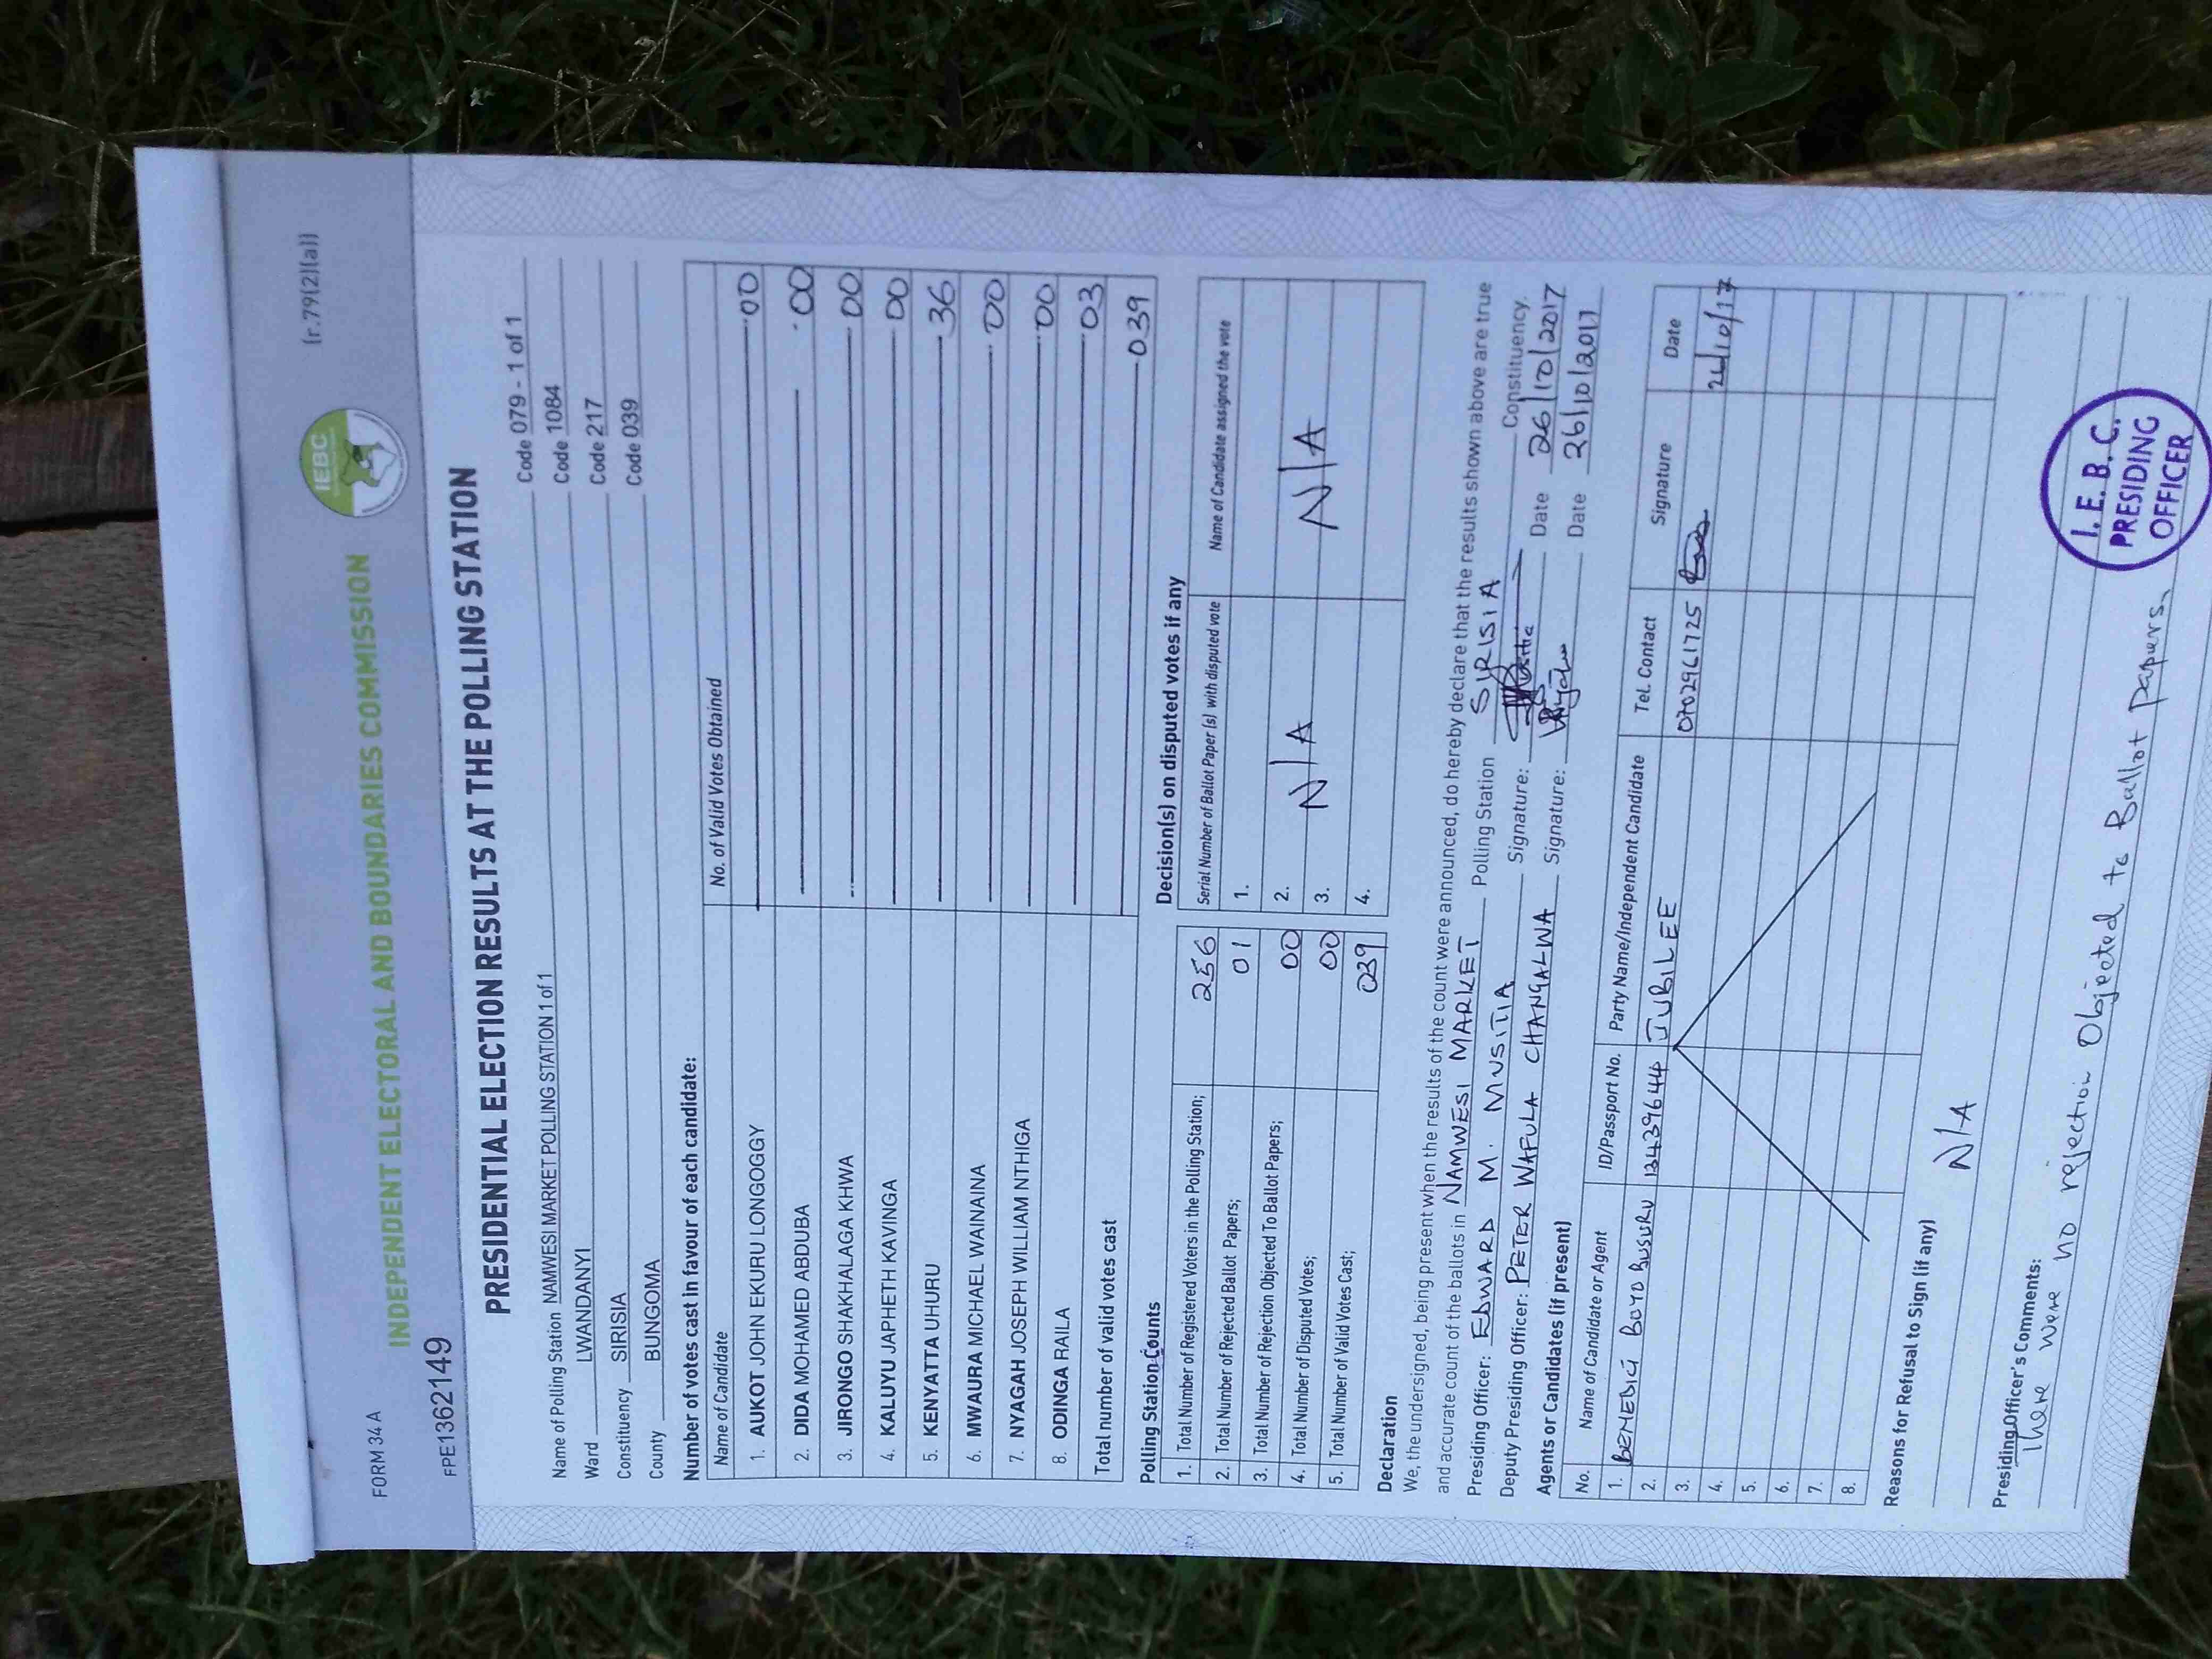 FORM 34 A
(r.79(2)(a))
IEBC
INDEPENDENT ELECTORAL AND BOUNDARIES COMMISSION
FPE1362149
PRESIDENTIAL ELECTION RESULTS AT THE POLLING STATION
Name of Polling Station NAMWESI MARKET POLLING STATION 1 of 1 Code 079 - 1 of 1
Ward LWANDANYI Code 1084
Constituency SIRISIA Code 217
County BUNGOMA Code 039
Number of votes cast in favour of each candidate:
Name of Candidate No. of Valid Votes Obtained
1. AUKOT JOHN EKURU LONGOGGY 00
2. DIDA MOHAMED ABDUBA 00
3. JIRONGO SHAKHALAGA KHWA 00
4. KALUYU JAPHETH KAVINGA 00
5. KENYATTA UHURU 36
6. MWAURA MICHAEL WAINAINA 00
7. NYAGAH JOSEPH WILLIAM NTHIGA 00
8. ODINGA RAILA 03
Total number of valid votes cast 039
Polling Station Counts
1. Total Number of Registered Voters in the Polling Station; 256
2. Total Number of Rejected Ballot Papers; 01
3. Total Number of Rejection Objected To Ballot Papers; 00
4. Total Number of Disputed Votes; 00
5. Total Number of Valid Votes Cast; 039
Decision(s) on disputed votes if any
Serial Number of Ballot Paper (s) with disputed vote Name of Candidate assigned the vote
1.
2.
3. N/A N/A
4.
Declaration
We, the undersigned, being present when the results of the count were announced, do hereby declare that the results shown above are true
and accurate count of the ballots in NAMWESI MARKET Polling Station SIRISIA Constituency.
Presiding Officer: EDWARD M. MUSITIA Signature: Date 26/10/2017
Deputy Presiding Officer: PETER WAFULA CHANGALWA Signature: Date 26/10/2017
Agents or Candidates (if present)
No. Name of Candidate or Agent ID/Passport No. Party Name/Independent Candidate Tel. Contact Signature Date
1. BENEDICT BOYO BUSURU 13439644 JUBILEE 0702961725 26/10/17
2.
3.
4.
5.
6.
7.
8.
Reasons for Refusal to Sign (if any)
N/A
Presiding Officer's Comments:
There were no rejection Objected to Ballot papers.
I.E.B.C.
PRESIDING
OFFICER